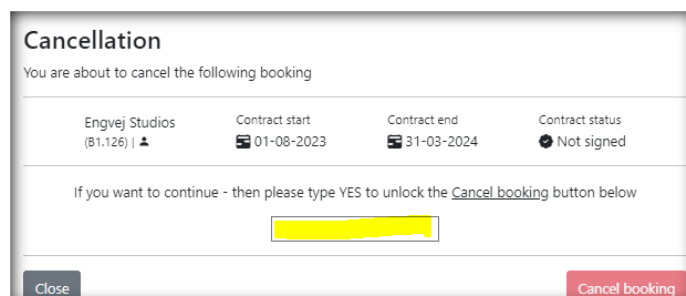 Cancellation
You are about to cancel the following booking
Engvej Studios Contract start Contract end Contract status
(B1.126) | 01-08-2023 31-03-2024 Not signed
If you want to continue - then please type YES to unlock the Cancel booking button below
Close Cancel booking